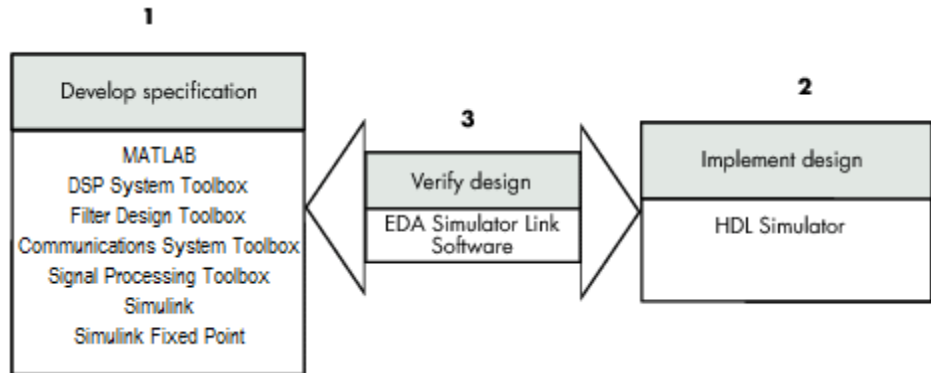 1
Develop specification
MATLAB
DSP System Toolbox
Filter Design Toolbox
Communications System Toolbox
Signal Processing Toolbox
Simulink
Simulink Fixed Point
3
Verify design
EDA Simulator Link
Software
2
Implement design
HDL Simulator